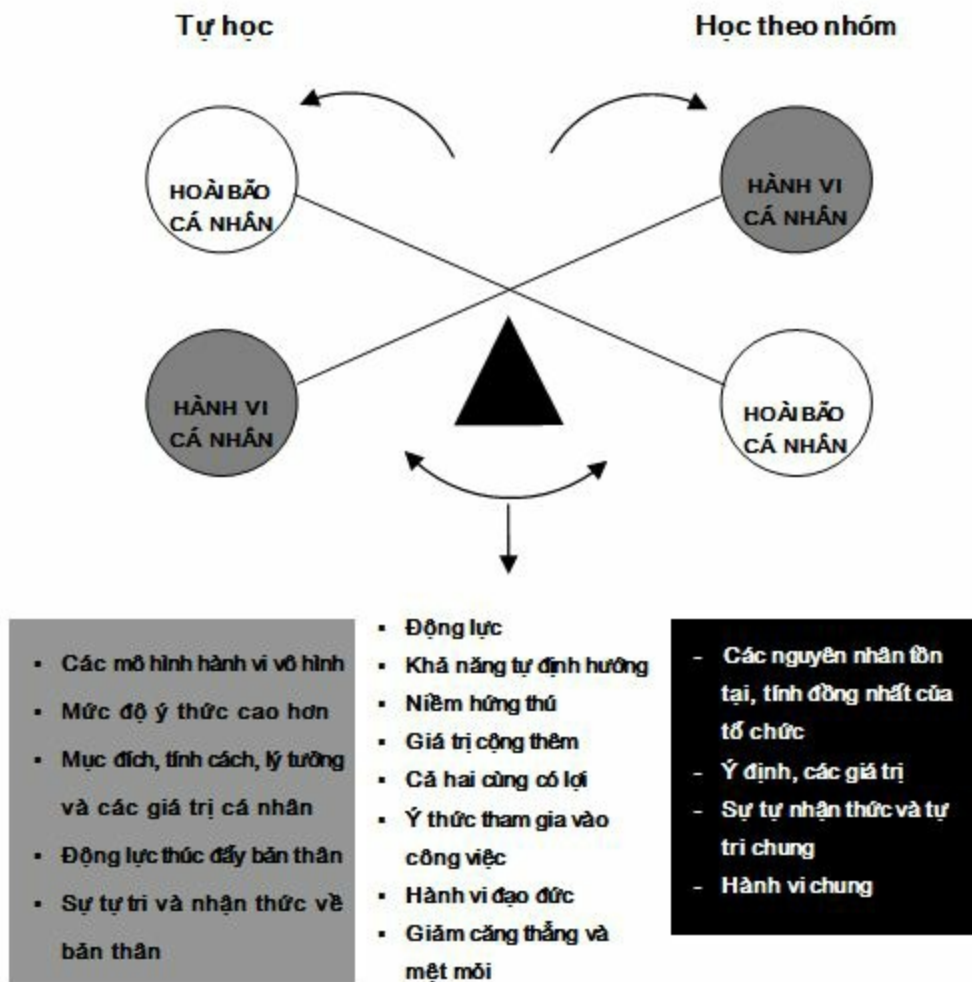 Tự học
Học theo nhóm
HOÀI BÃO
CÁ NHÂN
HÀNH VI
CÁ NHÂN
HÀNH VI
CÁ NHÂN
HOÀI BÃO
CÁ NHÂN
▪ Các mô hình hành vi vô hình
▪ Mức độ ý thức cao hơn
▪ Mục đích, tính cách, lý tưởng
và các giá trị cá nhân
▪ Động lực thúc đẩy bản thân
▪ Sự tự tri và nhận thức về
bản thân
▪ Động lực
▪ Khả năng tự định hướng
▪ Niềm hứng thú
▪ Giá trị cộng thêm
▪ Cả hai cùng có lợi
▪ Ý thức tham gia vào
công việc
▪ Hành vi đạo đức
▪ Giảm căng thẳng và
mệt mỏi
- Các nguyên nhân tồn
tại, tính đồng nhất của
tổ chức
- Ý định, các giá trị
- Sự tự nhận thức và tự
tri chung
- Hành vi chung